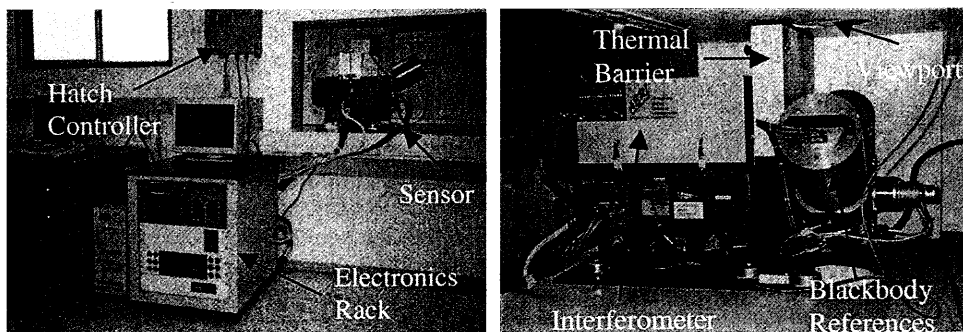 Hatch
Controller
Sensor
Electronics
Rack
Thermal
Barrier
Viewport
Interferometer
Blackbody
References